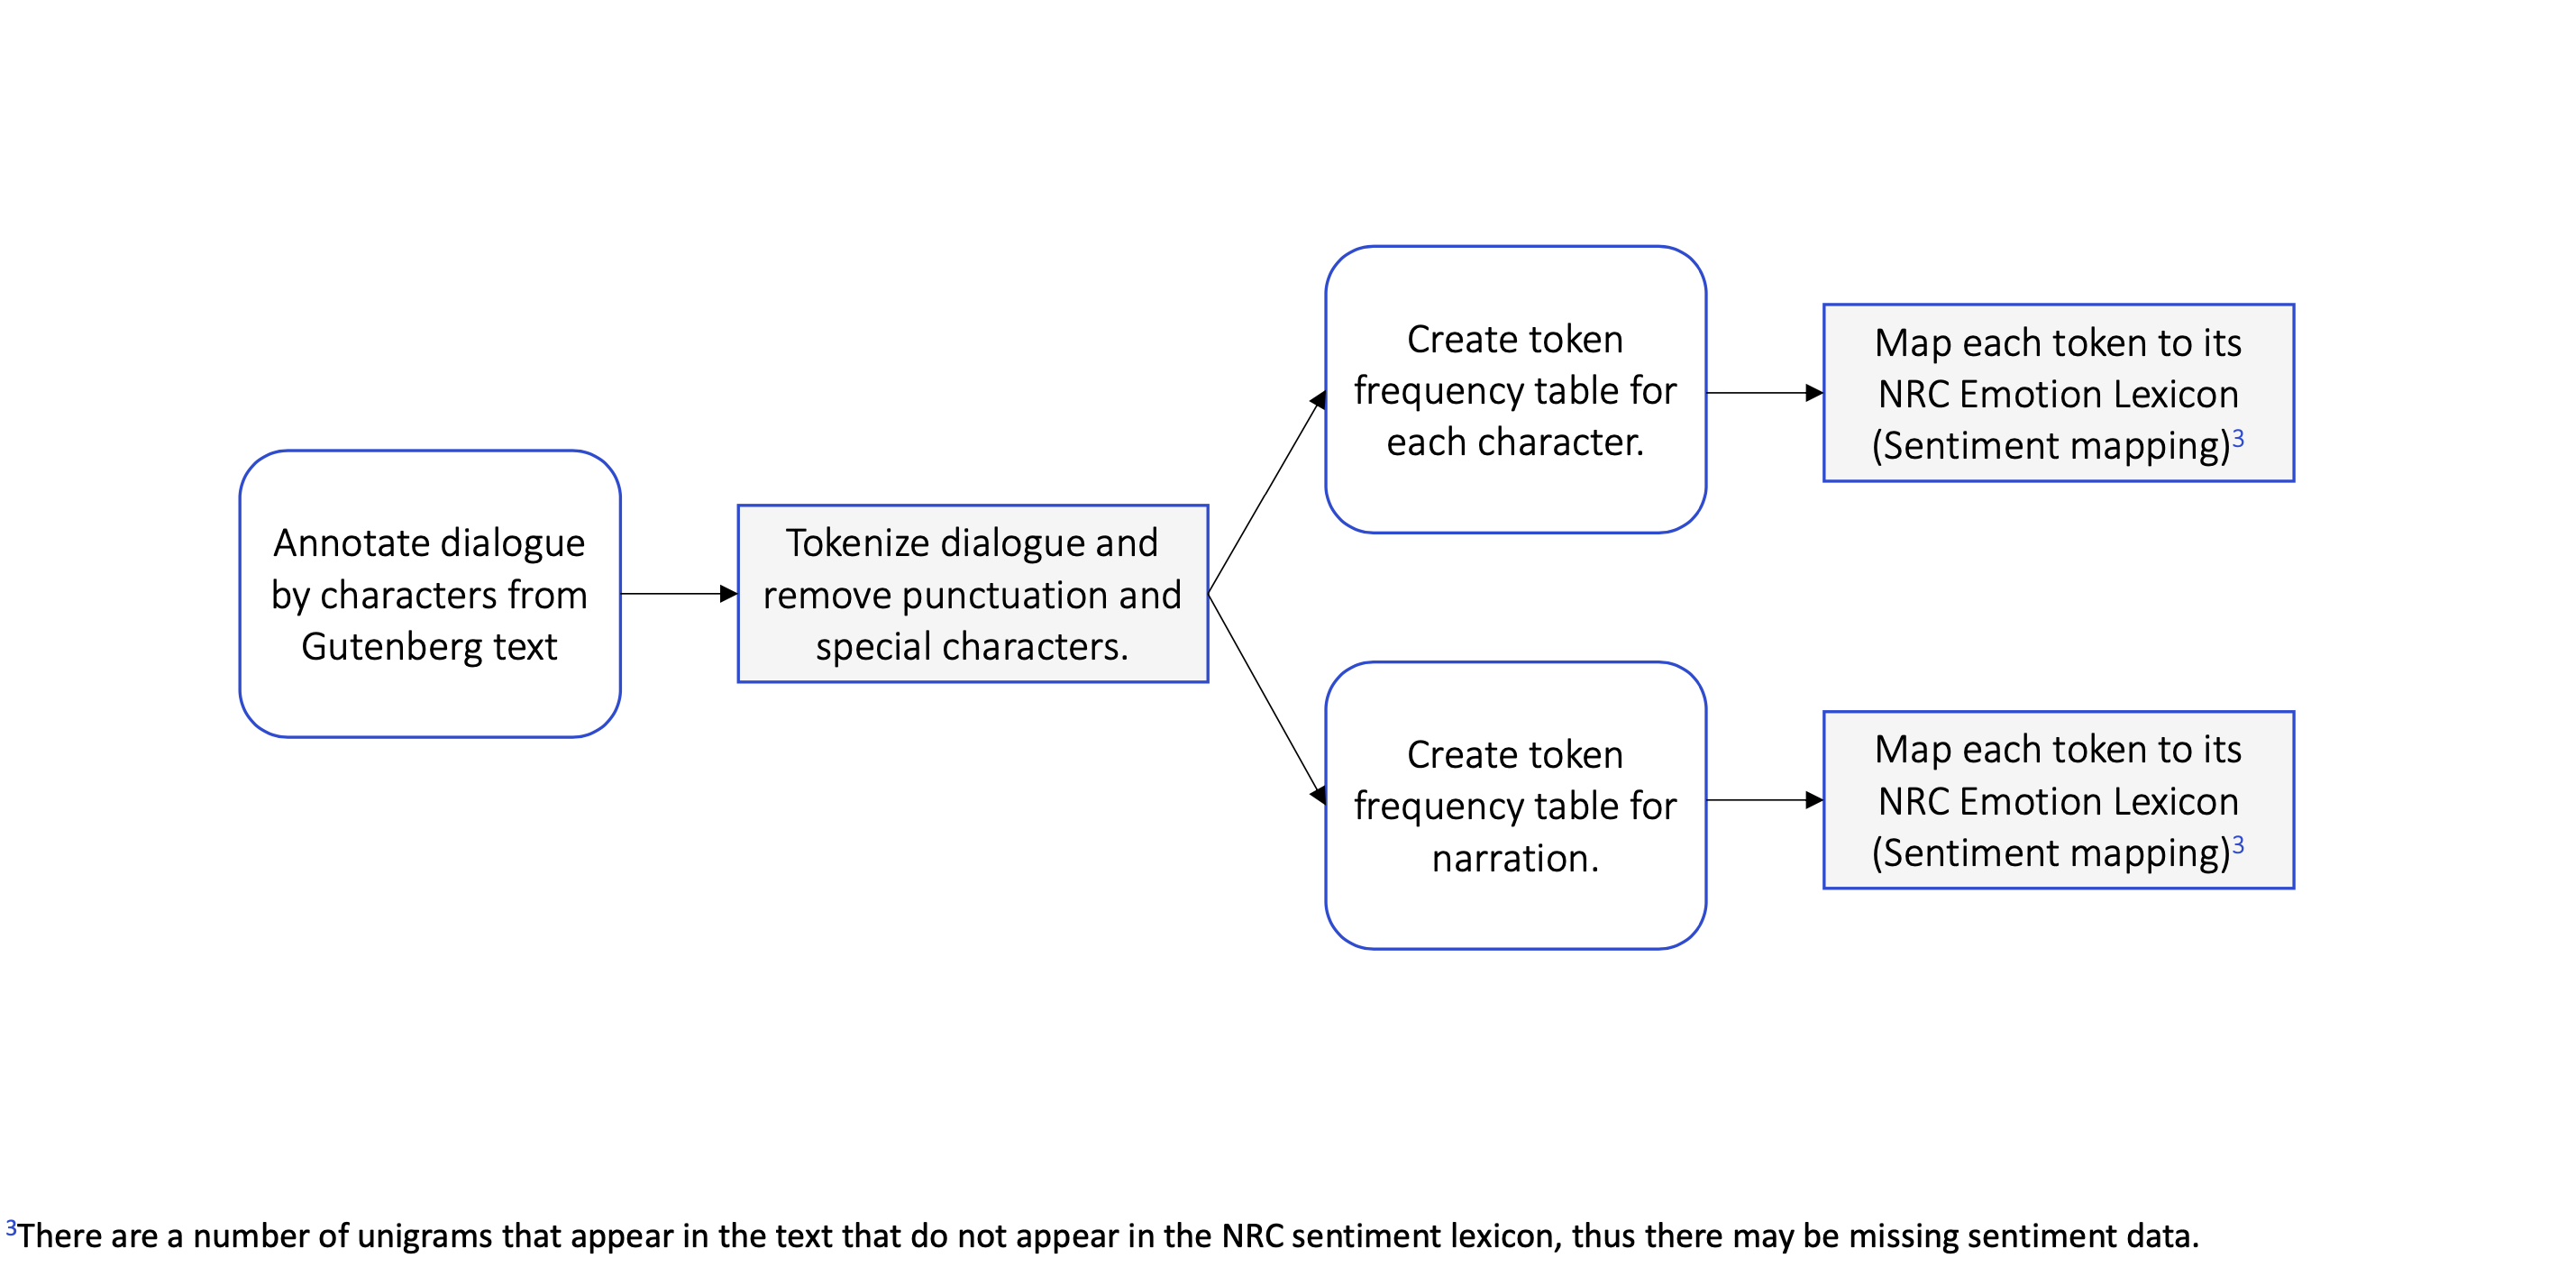 Annotate dialogue
by characters from
Gutenberg text
Tokenize dialogue and
remove punctuation and
special characters.
Create token
frequency table for
each character.
Map each token to its
NRC Emotion Lexicon
(Sentiment mapping)3
Create token
frequency table for
narration.
Map each token to its
NRC Emotion Lexicon
(Sentiment mapping)3
3There are a number of unigrams that appear in the text that do not appear in the NRC sentiment lexicon, thus there may be missing sentiment data.